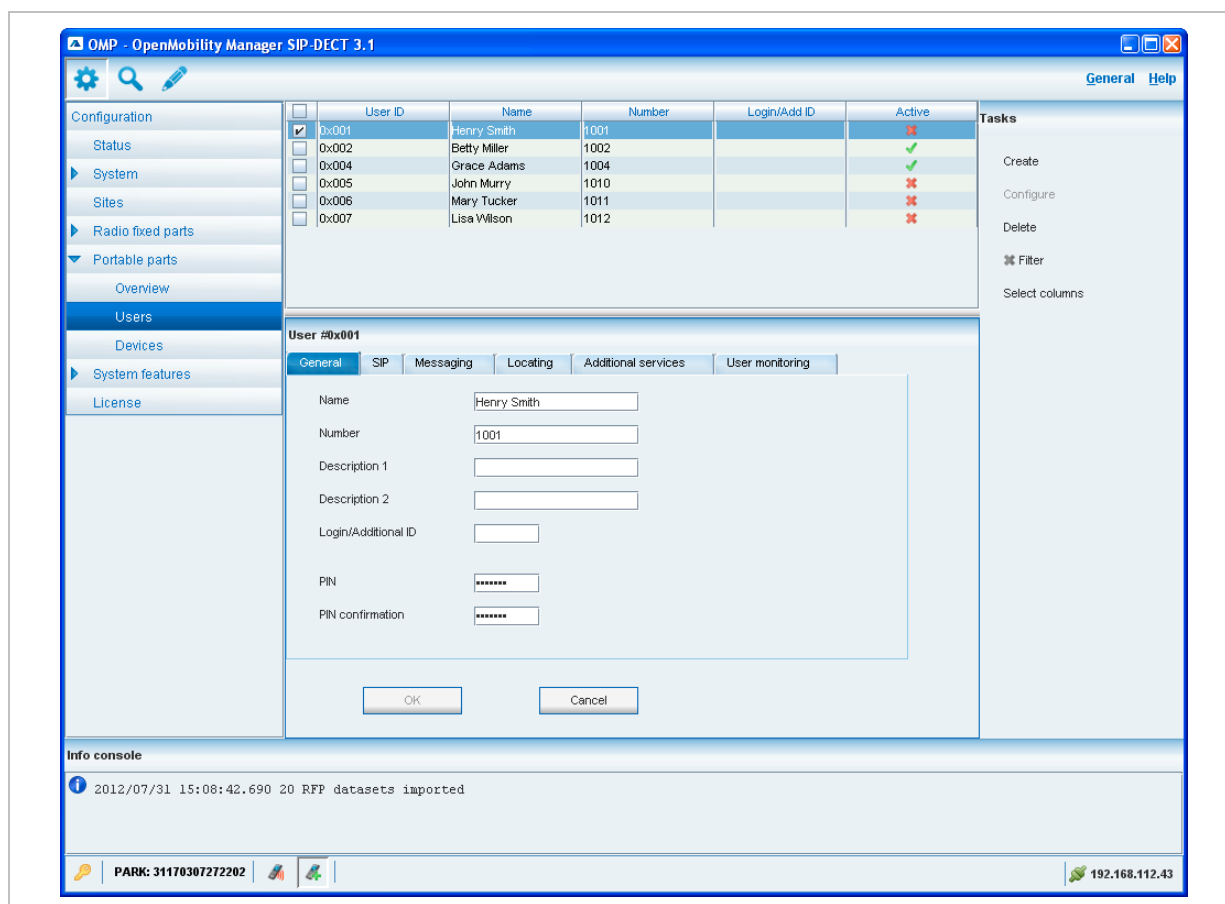 OMP - OpenMobility Manager SIP-DECT 3.1
General Help
Configuration
Status
System
Sites
Radio fixed parts
Portable parts
Overview
Users
Devices
System features
License
User ID Name Number Login/Add ID Active
0x001 Henry Smith 1001
0x002 Betty Miller 1002
0x004 Grace Adams 1004
0x005 John Murry 1010
0x006 Mary Tucker 1011
0x007 Lisa Wilson 1012
Tasks
Create
Configure
Delete
Filter
Select columns
User #0x001
General SIP Messaging Locating Additional services User monitoring
Name Henry Smith
Number 1001
Description 1
Description 2
Login/Additional ID
PIN •••••••
PIN confirmation •••••••
OK Cancel
Info console
2012/07/31 15:08:42.690 20 RFP datasets imported
PARK: 31170307272202
192.168.112.43